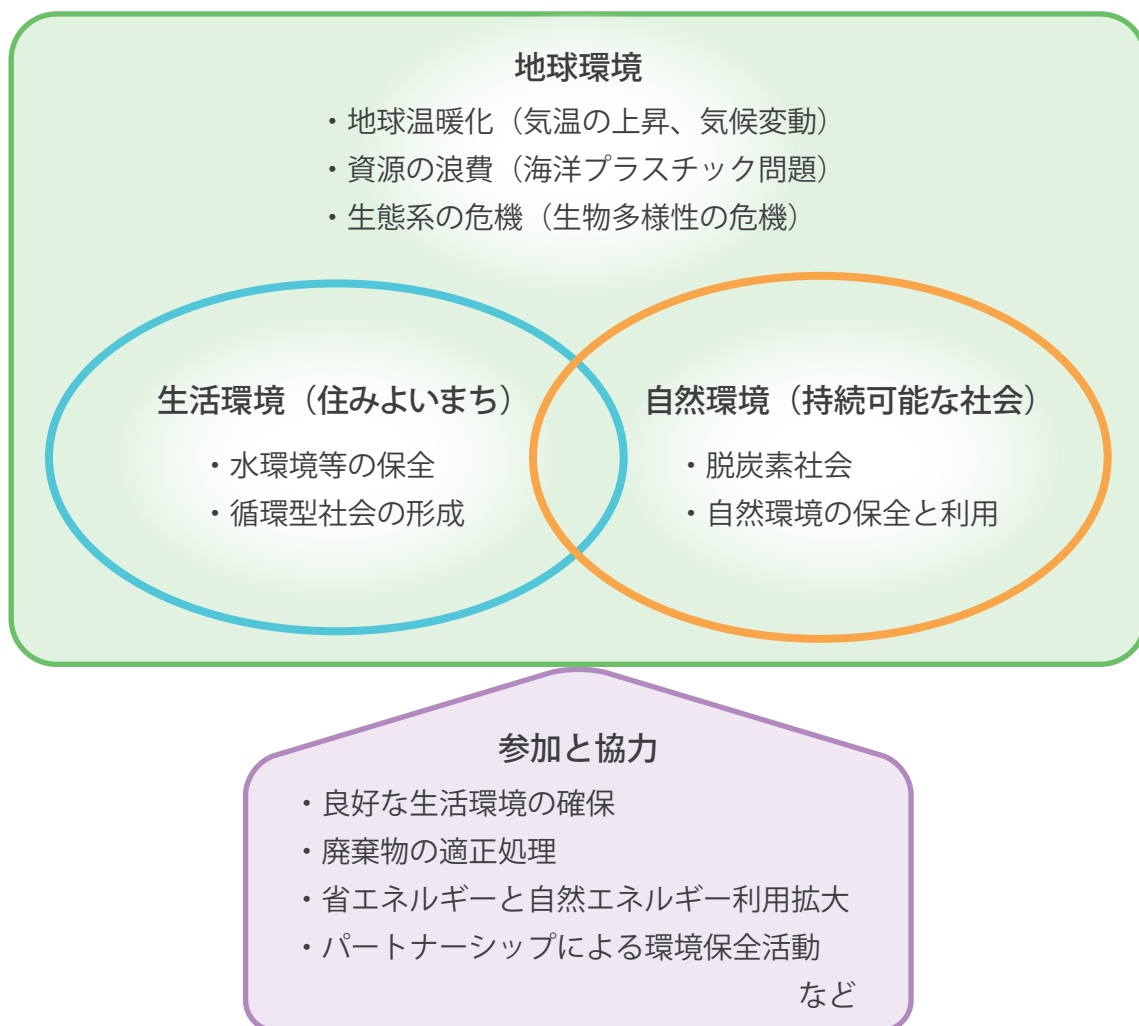 地球環境
・地球温暖化（気温の上昇、気候変動）
・資源の浪費（海洋プラスチック問題）
・生態系の危機（生物多様性の危機）
生活環境（住みよいまち）
・水環境等の保全
・循環型社会の形成
自然環境（持続可能な社会）
・脱炭素社会
・自然環境の保全と利用
参加と協力
・良好な生活環境の確保
・廃棄物の適正処理
・省エネルギーと自然エネルギー利用拡大
・パートナーシップによる環境保全活動
など